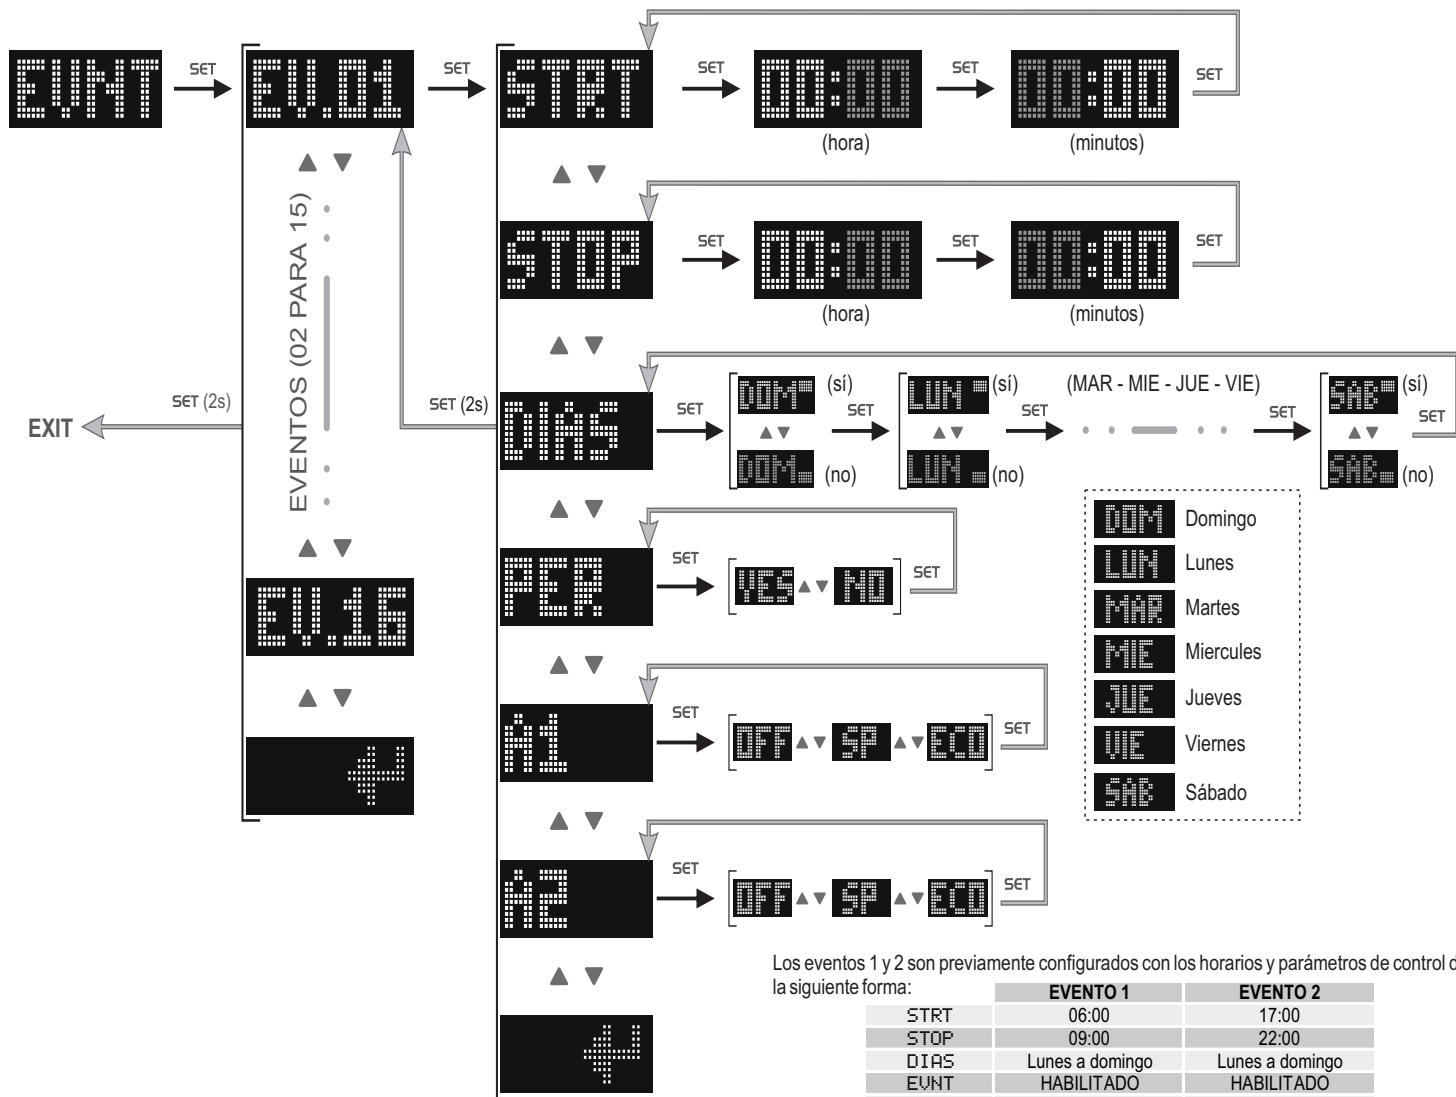 EVNT
SET
EV.01
SET
STRT
SET
00:00
(hora)
SET
00:00
(minutos)
SET
EVENTOS (02 PARA 15)
STOP
SET
00:00
(hora)
SET
00:00
(minutos)
SET
EXIT
SET (2s)
SET (2s)
DIAS
SET
DOM (sí)
DOM (no)
SET
LUN (sí)
LUN (no)
SET
(MAR - MIE - JUE - VIE)
SET
SAB (sí)
SAB (no)
SET
DOM Domingo
LUN Lunes
MAR Martes
MIE Miercules
JUE Jueves
VIE Viernes
SAB Sábado
PER
SET
YES
NO
SET
EV.16
A1
SET
OFF
SP
ECO
SET
A2
SET
OFF
SP
ECO
SET
Los eventos 1 y 2 son previamente configurados con los horarios y parámetros de control d
la siguiente forma:
EVENTO 1 EVENTO 2
STRT 06:00 17:00
STOP 09:00 22:00
DIAS Lunes a domingo Lunes a domingo
EVNT HABILITADO HABILITADO